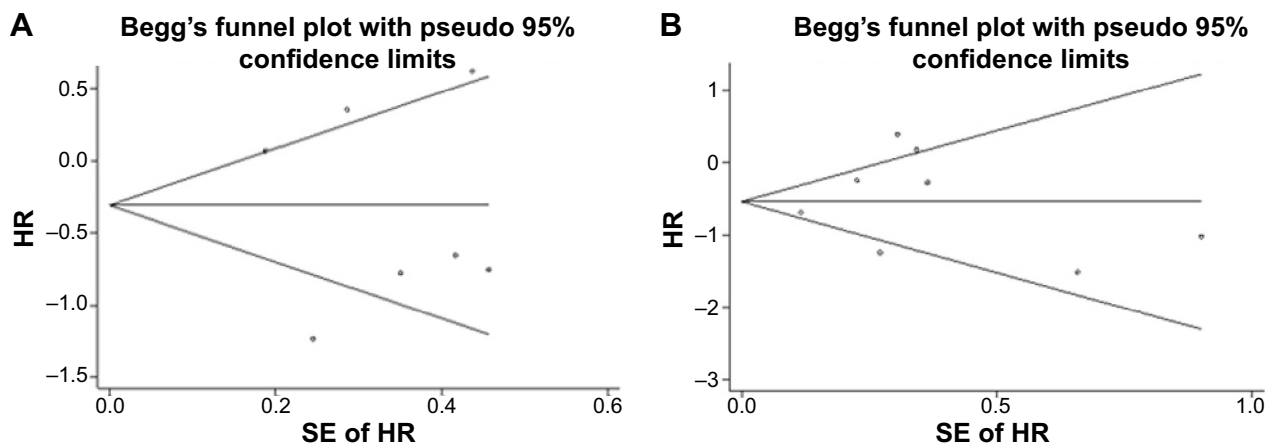 A
Begg’s funnel plot with pseudo 95%
confidence limits
0.5
0.0
–0.5
–1.0
–1.5
HR
0.0
0.2
0.4
0.6
SE of HR
B
Begg’s funnel plot with pseudo 95%
confidence limits
1
0
–1
–2
–3
HR
0.0
0.5
1.0
SE of HR